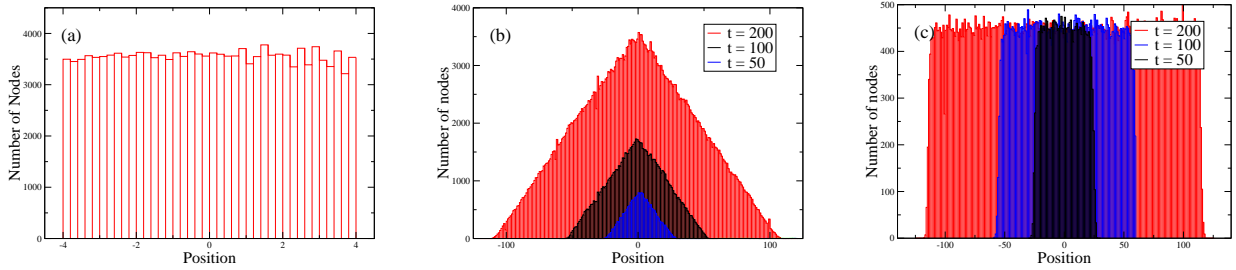 (a)
Number of Nodes
4000
3000
2000
1000
0
-4
-2
0
2
4
Position
(b)
t = 200
t = 100
t = 50
Number of nodes
4000
3000
2000
1000
0
-100
0
100
Position
(c)
t = 200
t = 100
t = 50
Number of nodes
500
400
300
200
100
0
-100
-50
0
50
100
Position